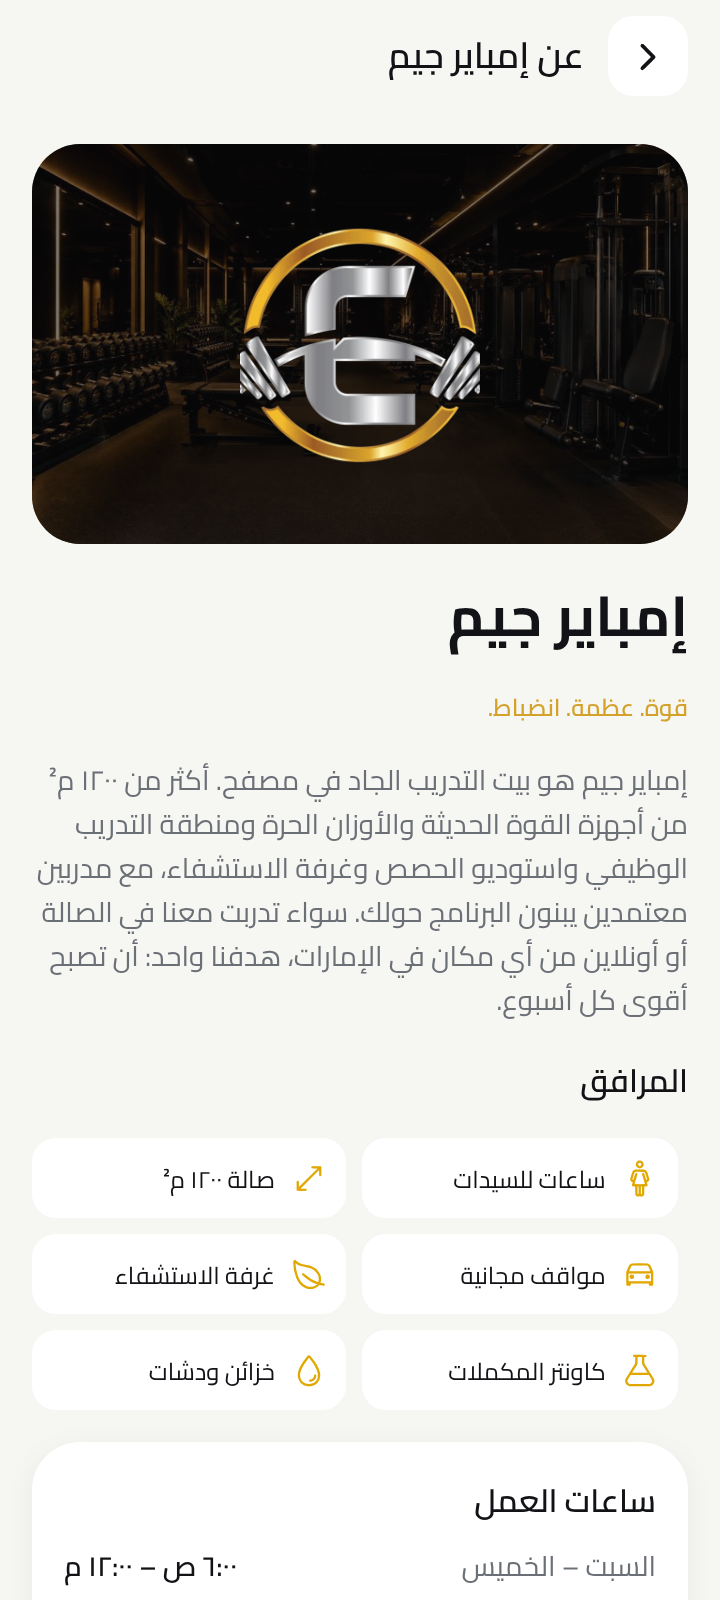 عن إمباير جيم
إمباير جيم
قوة. عظمة. انضباط.
إمباير جيم هو بيت التدريب الجاد في مصفح. أكثر من ١٢٠٠ م²
من أجهزة القوة الحديثة والأوزان الحرة ومنطقة التدريب
الوظيفي واستوديو الحصص وغرفة الاستشفاء، مع مدربين
معتمدين يبنون البرنامج حولك. سواء تدربت معنا في الصالة
أو أونلاين من أي مكان في الإمارات، هدفنا واحد: أن تصبح
أقوى كل أسبوع.
المرافق
ساعات للسيدات
صالة ١٢٠٠ م²
مواقف مجانية
غرفة الاستشفاء
كاونتر المكملات
خزائن ودشات
ساعات العمل
السبت – الخميس
٦:٠٠ ص – ١٢:٠٠ م